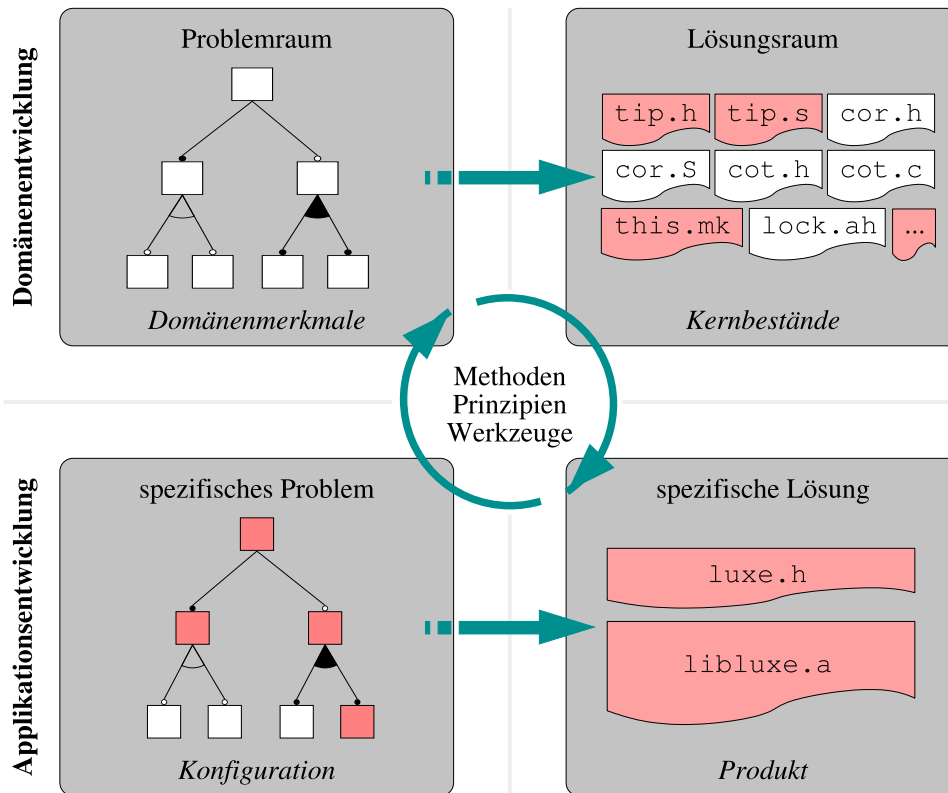 Domänenentwicklung
Problemraum
Domänenmerkmale
Lösungsraum
tip.h tip.s cor.h
cor.S cot.h cot.c
this.mk lock.ah ...
Kernbestände
Methoden
Prinzipien
Werkzeuge
Applikationsentwicklung
spezifisches Problem
Konfiguration
spezifische Lösung
luxe.h
libluxe.a
Produkt